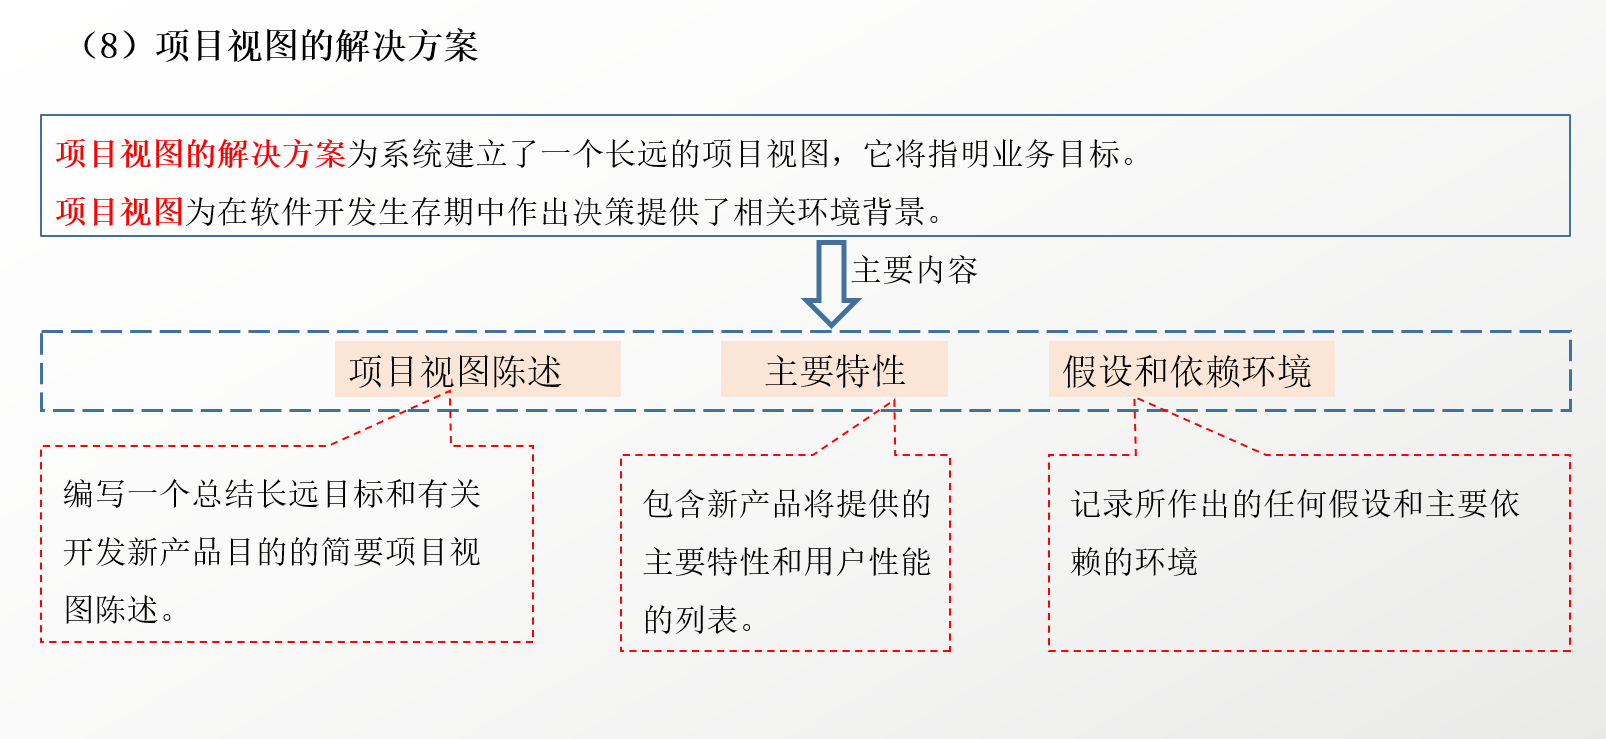 （8）项目视图的解决方案
项目视图的解决方案为系统建立了一个长远的项目视图，它将指明业务目标。
项目视图为在软件开发生存期中作出决策提供了相关环境背景。
主要内容
项目视图陈述
主要特性
假设和依赖环境
编写一个总结长远目标和有关
开发新产品目的的简要项目视
图陈述。
包含新产品将提供的
主要特性和用户性能
的列表。
记录所作出的任何假设和主要依
赖的环境